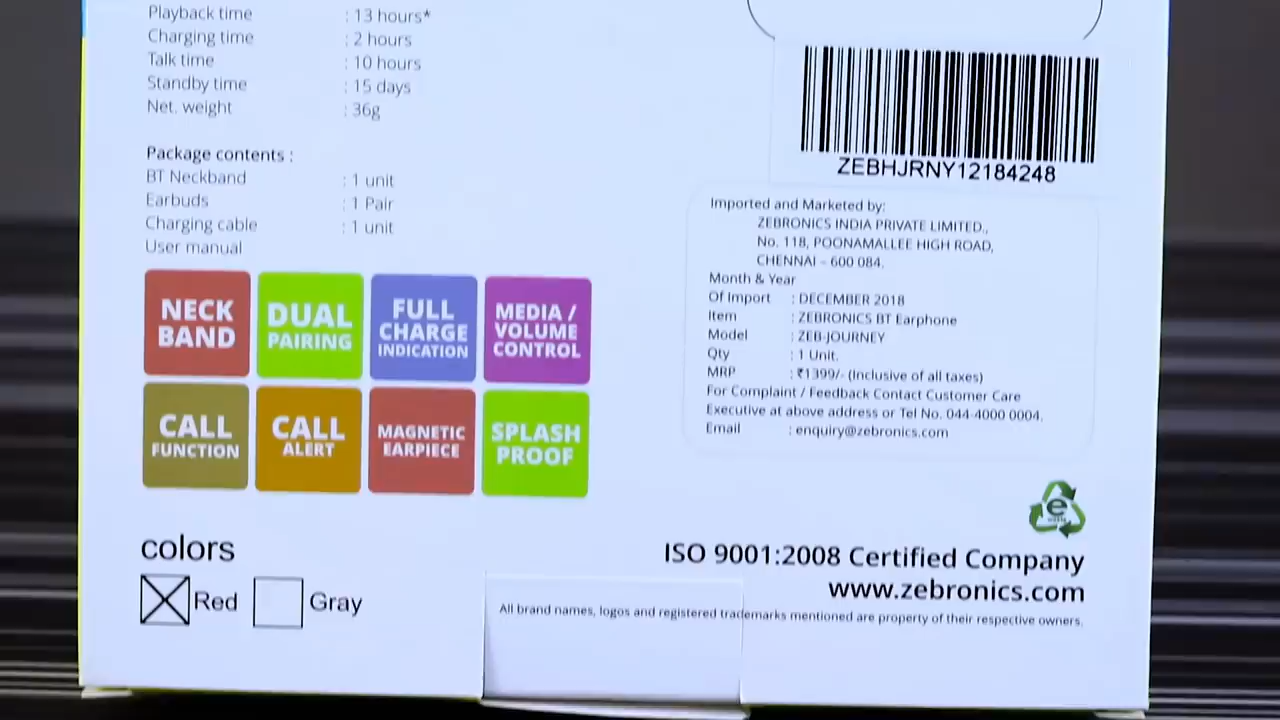 Playback time : 13 hours*
Charging time : 2 hours
Talk time : 10 hours
Standby time : 15 days
Net. weight : 36g
Package contents :
BT Neckband : 1 unit
Earbuds : 1 Pair
Charging cable : 1 unit
User manual
NECK BAND
DUAL PAIRING
FULL CHARGE INDICATION
MEDIA / VOLUME CONTROL
CALL FUNCTION
CALL ALERT
MAGNETIC EARPIECE
SPLASH PROOF
colors
Red Gray
ZEBHJRNY12184248
Imported and Marketed by:
ZEBRONICS INDIA PRIVATE LIMITED.,
No. 118, POONAMALLEE HIGH ROAD,
CHENNAI – 600 084.
Month & Year
Of Import : DECEMBER 2018
Item : ZEBRONICS BT Earphone
Model : ZEB-JOURNEY
Qty : 1 Unit.
MRP : ₹1399/- (Inclusive of all taxes)
For Complaint / Feedback Contact Customer Care
Executive at above address or Tel No. 044-4000 0004.
Email : enquiry@zebronics.com
e
ISO 9001:2008 Certified Company
www.zebronics.com
All brand names, logos and registered trademarks mentioned are property of their respective owners.